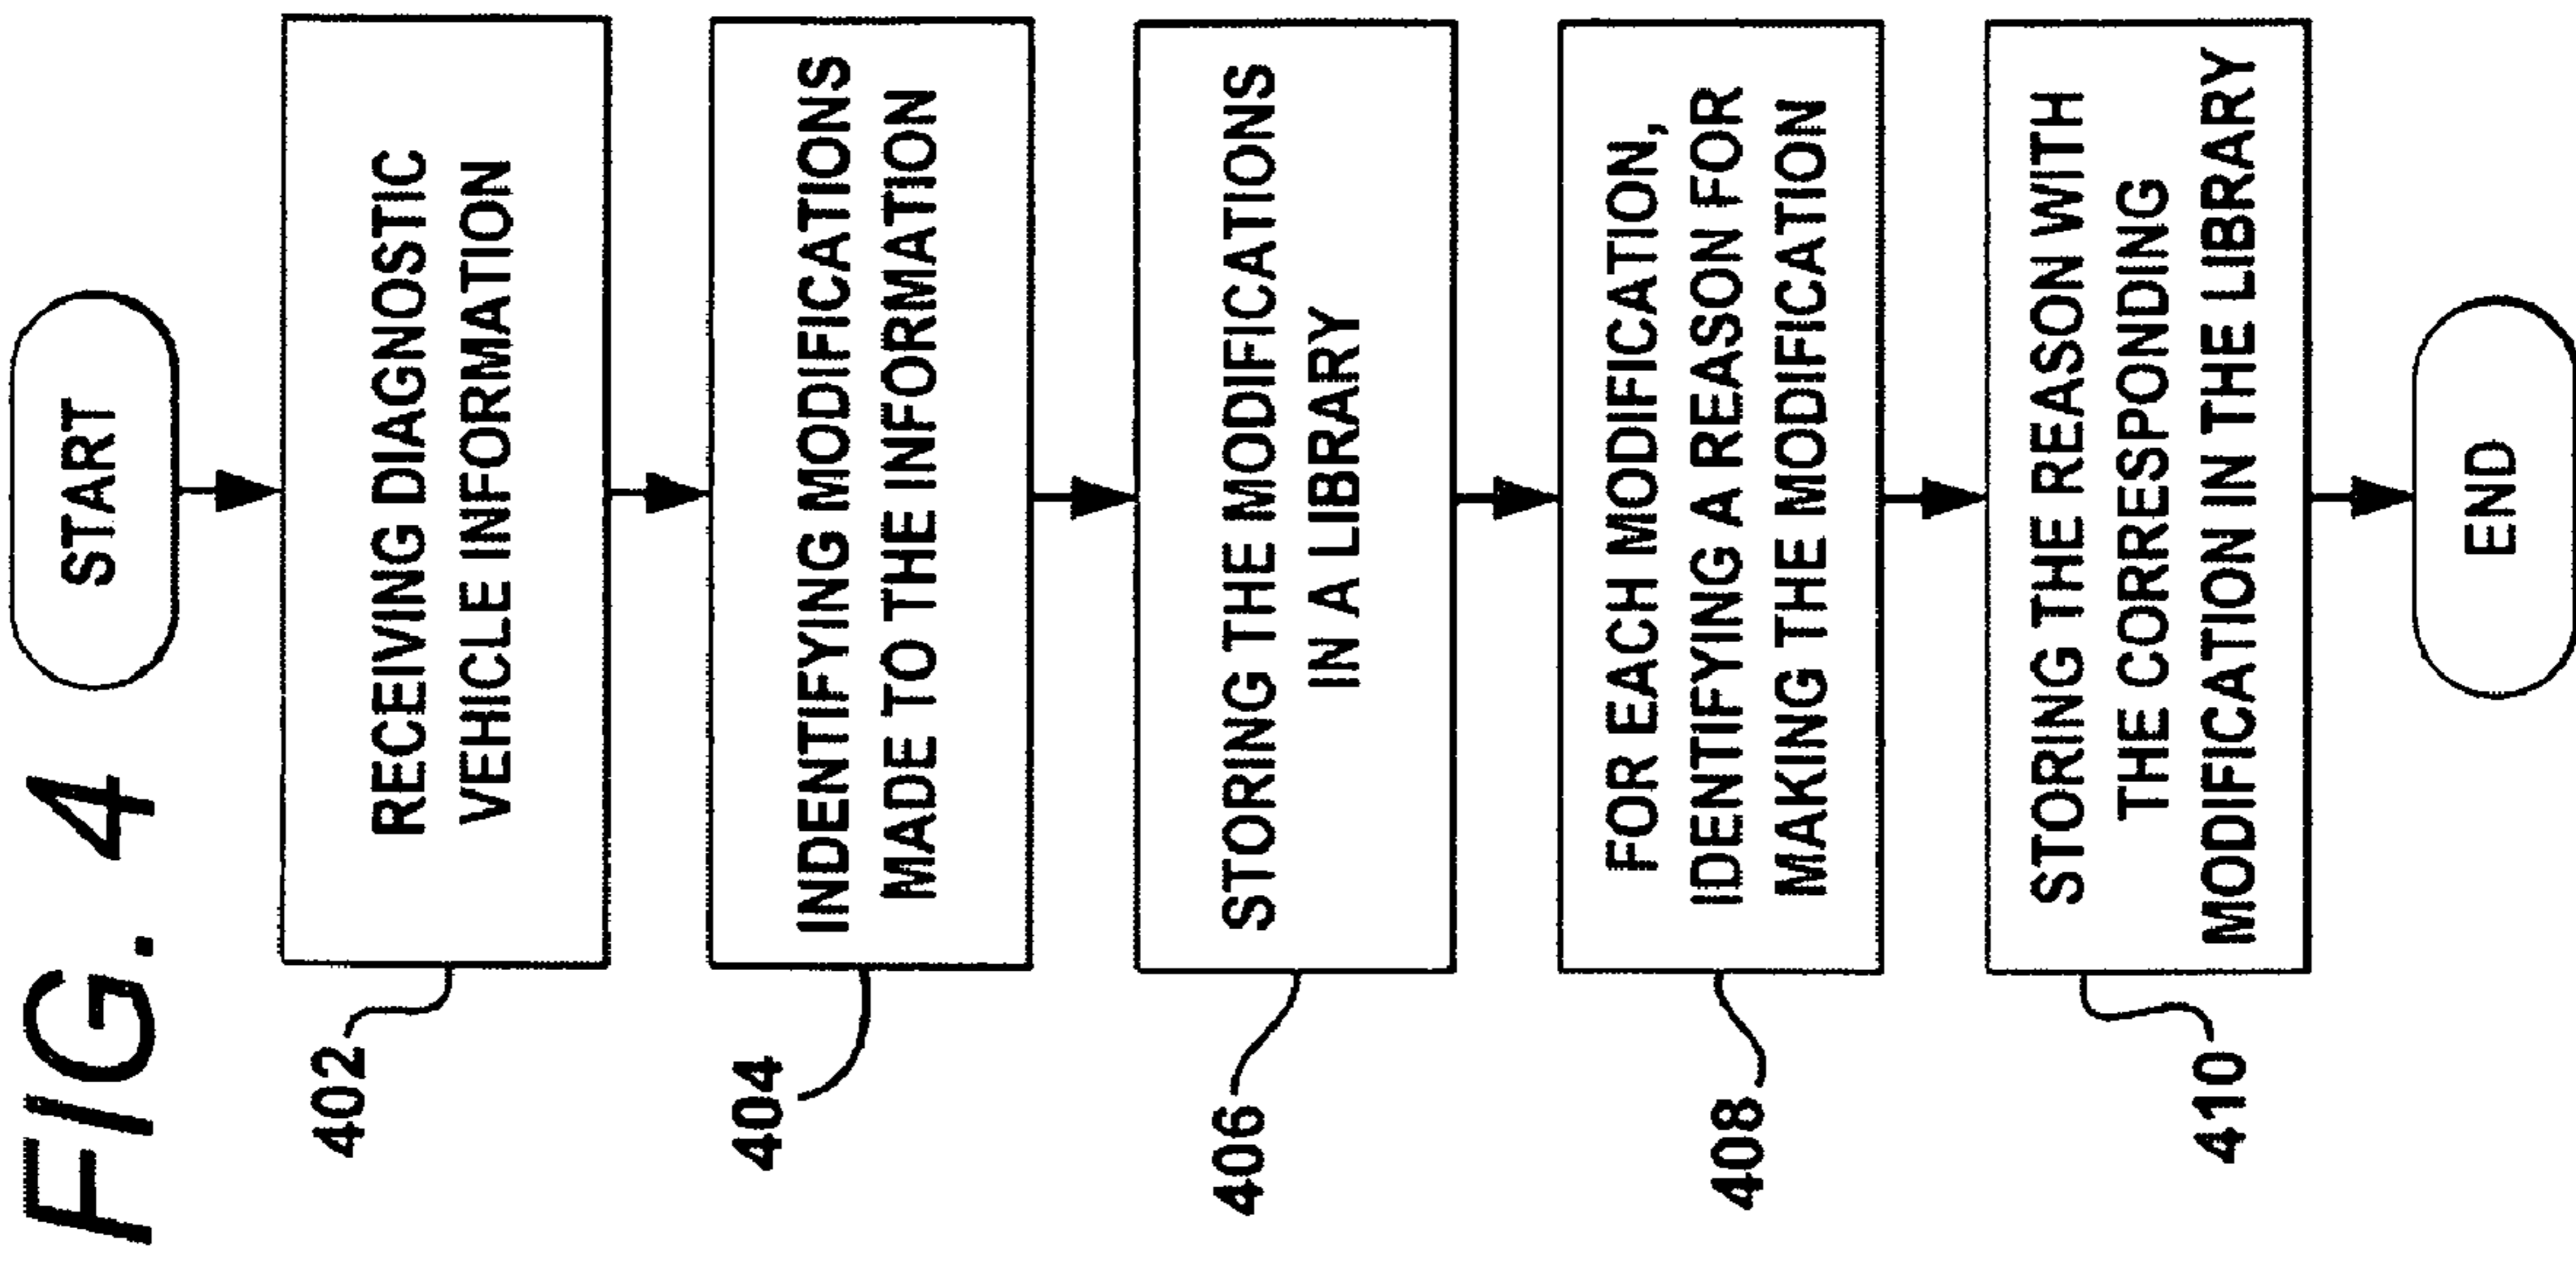 FIG. 4
START
402
RECEIVING DIAGNOSTIC
VEHICLE INFORMATION
404
INDENTIFYING MODIFICATIONS
MADE TO THE INFORMATION
406
STORING THE MODIFICATIONS
IN A LIBRARY
408
FOR EACH MODIFICATION,
IDENTIFYING A REASON FOR
MAKING THE MODIFICATION
410
STORING THE REASON WITH
THE CORRESPONDING
MODIFICATION IN THE LIBRARY
END